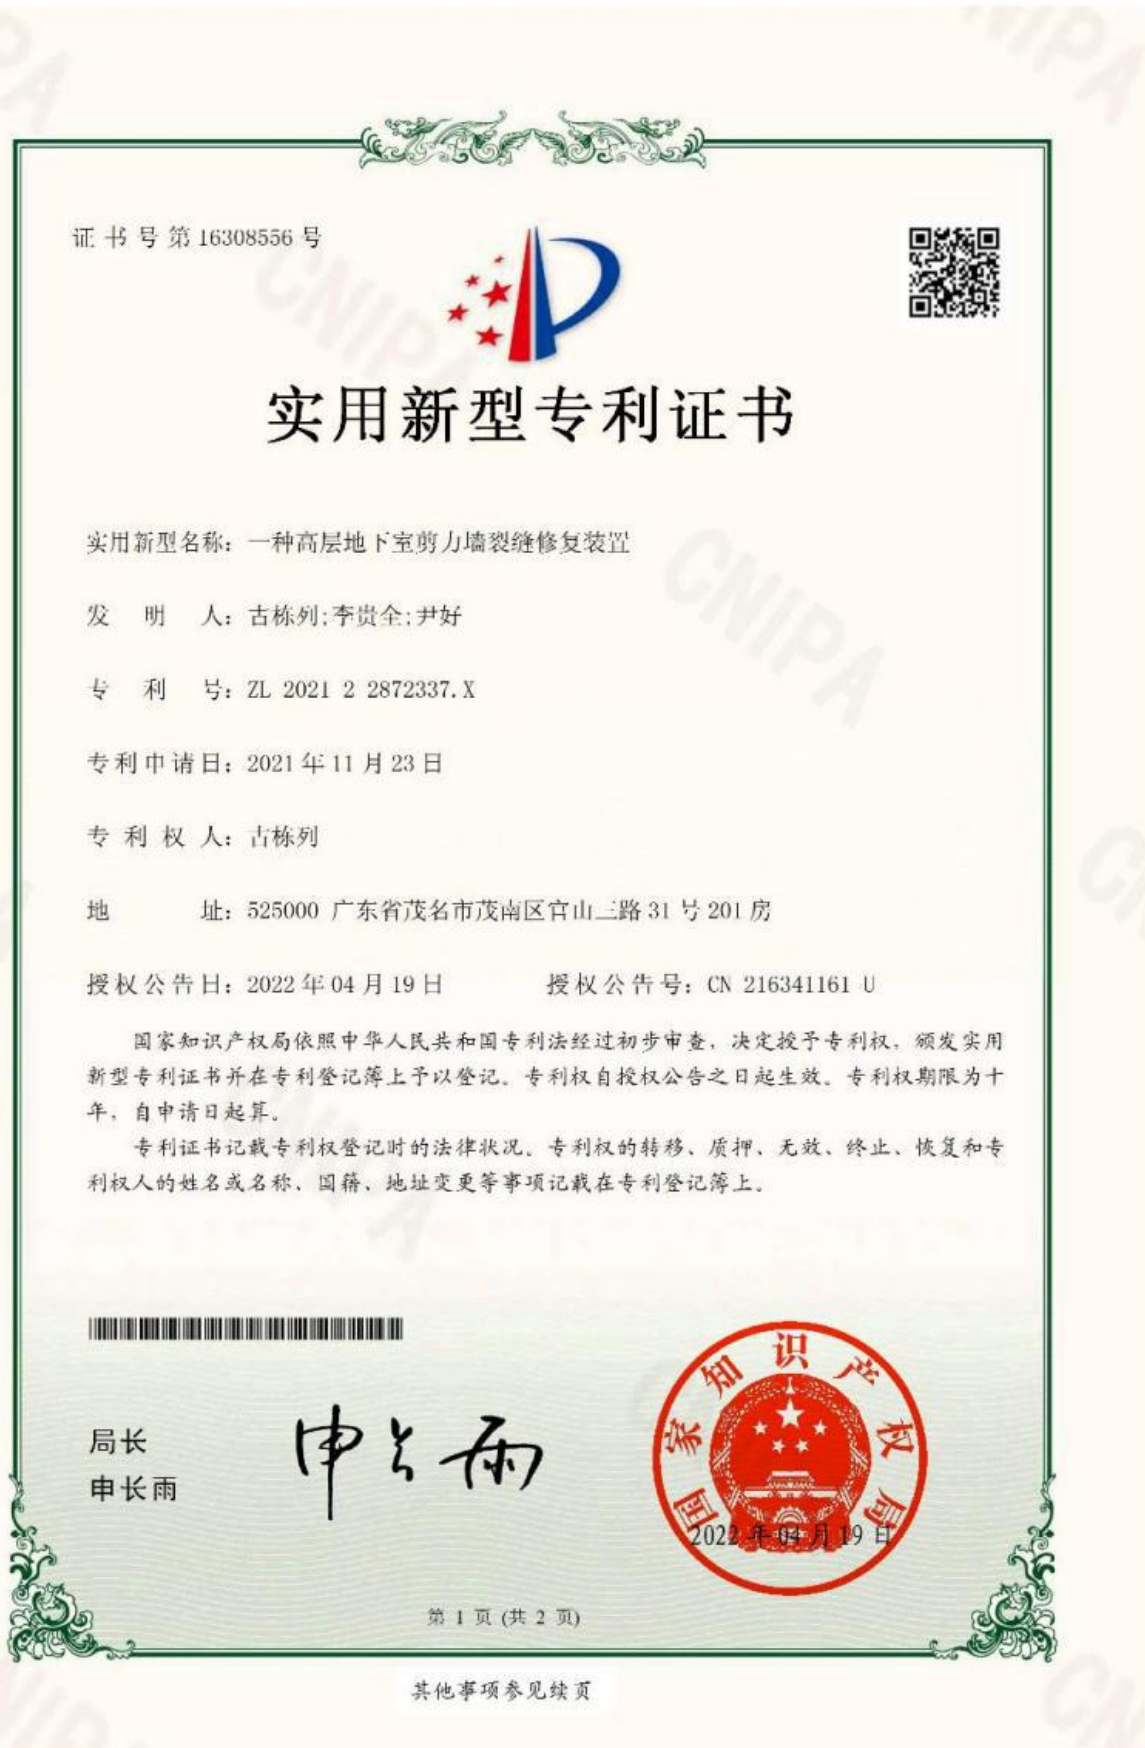 证书号第16308556号
实用新型专利证书
实用新型名称：一种高层地下室剪力墙裂缝修复装置
发明人：古栋列;李贵全;尹好
专利号：ZL 2021 2 2872337.X
专利申请日：2021年11月23日
专利权人：古栋列
地址：525000 广东省茂名市茂南区官山三路31号201房
授权公告日：2022年04月19日 授权公告号：CN 216341161 U
国家知识产权局依照中华人民共和国专利法经过初步审查，决定授予专利权，颁发实用
新型专利证书并在专利登记簿上予以登记。专利权自授权公告之日起生效。专利权期限为十
年，自申请日起算。
专利证书记载专利权登记时的法律状况。专利权的转移、质押、无效、终止、恢复和专
利权人的姓名或名称、国籍、地址变更等事项记载在专利登记簿上。
局长
申长雨
申长雨
国家知识产权局
2022年04月19日
第 1 页 (共 2 页)
其他事项参见续页
CNIPA
CNIPA
CNIPA